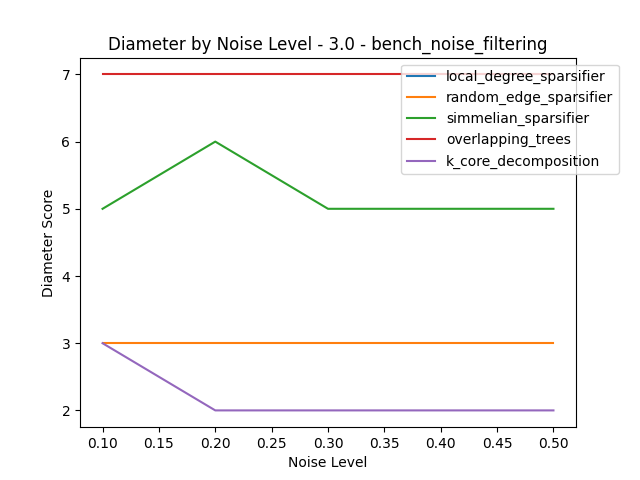 Diameter by Noise Level - 3.0 - bench_noise_filtering
7
6
5
4
3
2
Diameter Score
local_degree_sparsifier
random_edge_sparsifier
simmelian_sparsifier
overlapping_trees
k_core_decomposition
0.10 0.15 0.20 0.25 0.30 0.35 0.40 0.45 0.50
Noise Level